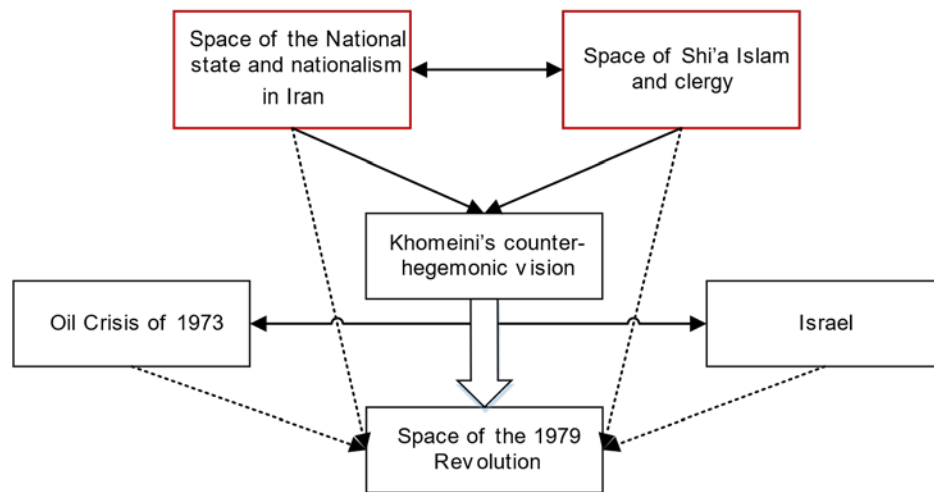 Space of the National
state and nationalism
in Iran
Space of Shi'a Islam
and clergy
Khomeini's counter-
hegemonic vision
Oil Crisis of 1973
Israel
Space of the 1979
Revolution